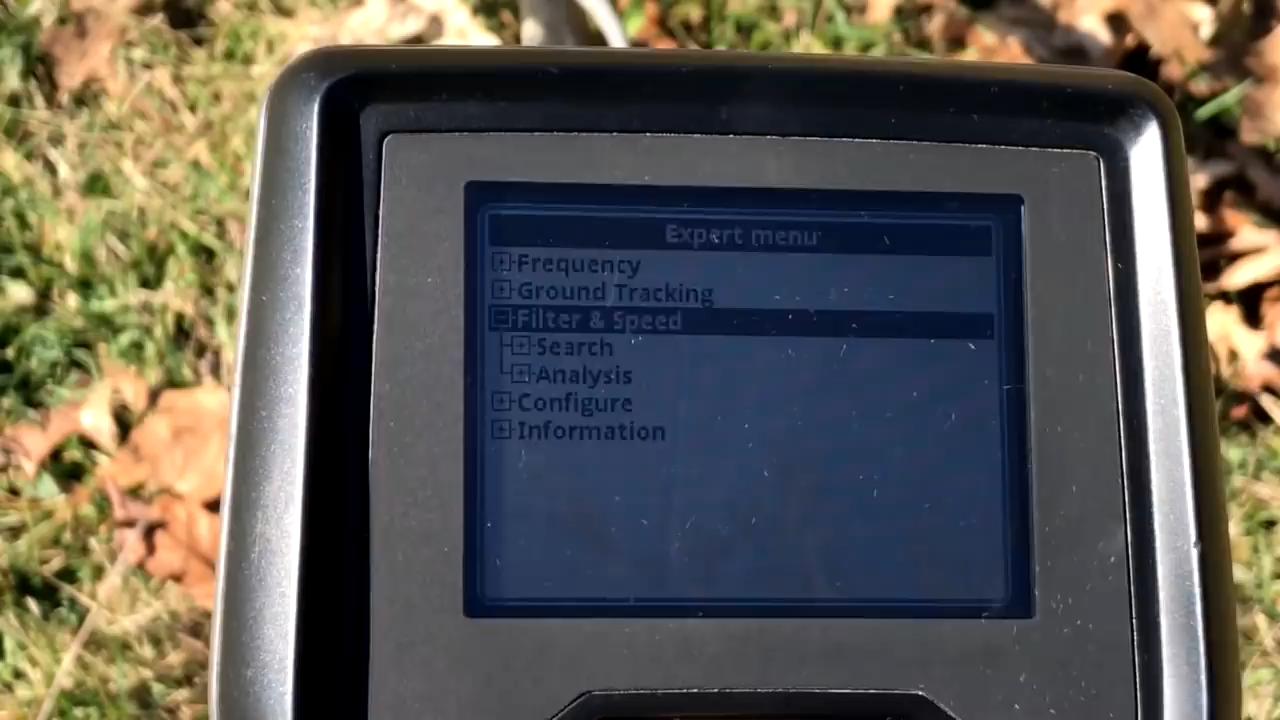 Expert menu
Frequency
Ground Tracking
Filter & Speed
Search
Analysis
Configure
Information